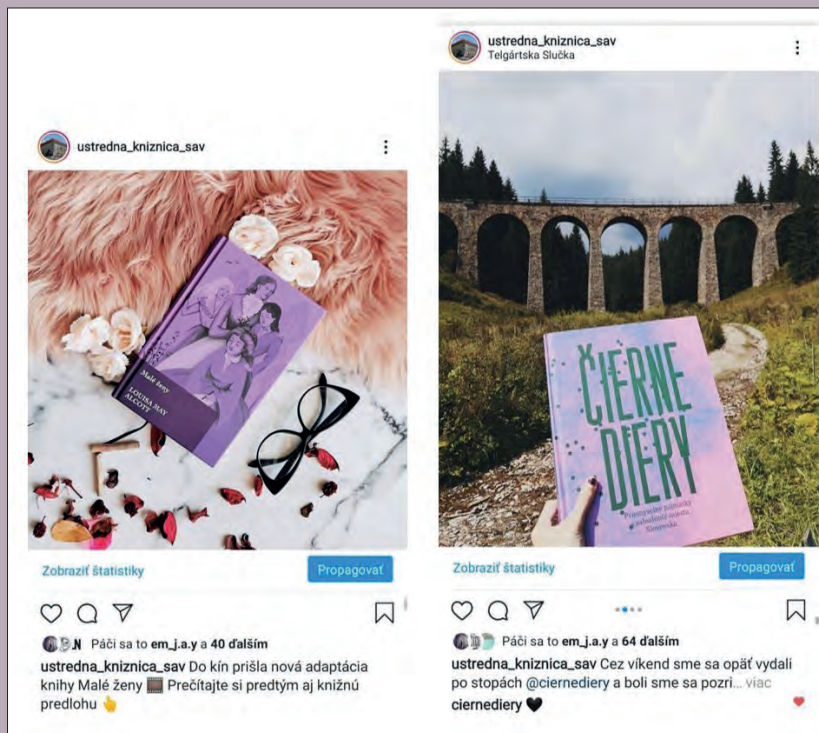 ustredna_kniznica_sav
Malé ženy
LOUISA MAY
ALCOTT
Zobraziť štatistiky
Propagovať
Páči sa to em_j.a.y a 40 ďalším
ustredna_kniznica_sav Do kín prišla nová adaptácia
knihy Malé ženy 🎞️ Prečítajte si predtým aj knižnú
predlohu 👆
ustredna_kniznica_sav
Telgártska Slučka
ČIERNE
DIERY
Priemyselné pamiatky
Slovenska
Zobraziť štatistiky
Propagovať
Páči sa to em_j.a.y a 64 ďalším
ustredna_kniznica_sav Cez víkend sme sa opäť vydali
po stopách @ciernediery a boli sme sa pozri... viac
ciernediery 🖤